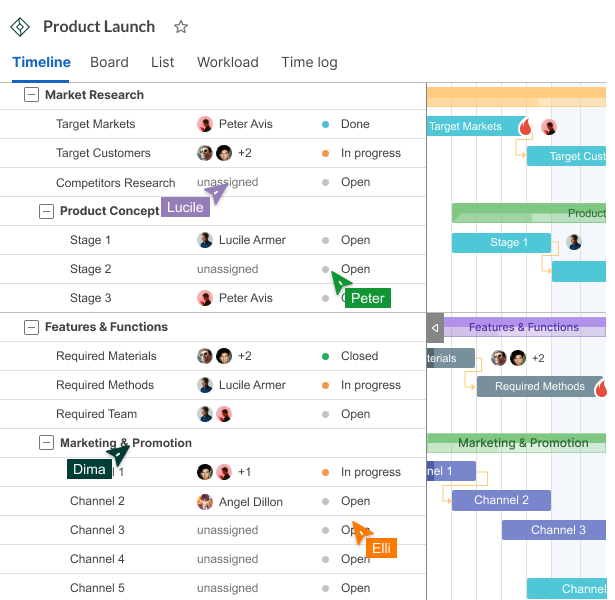 Product Launch
Timeline Board List Workload Time log
Market Research
Target Markets Peter Avis Done Target Markets
Target Customers +2 In progress Target Cust
Competitors Research unassigned Open
Lucile
Product Concept Product
Stage 1 Lucile Armer Open Stage 1
Stage 2 unassigned Open
Stage 3 Peter Avis
Peter
Features & Functions Features & Functions
Required Materials +2 Closed terials +2
Required Methods Lucile Armer In progress Required Methods
Required Team Open
Marketing & Promotion Marketing & Promotion
Dima
1 +1 In progress nel 1
Channel 2 Angel Dillon Open Channel 2
Channel 3 unassigned Open Channel 3
Elli
Channel 4 unassigned Open
Channel 5 unassigned Open Channel